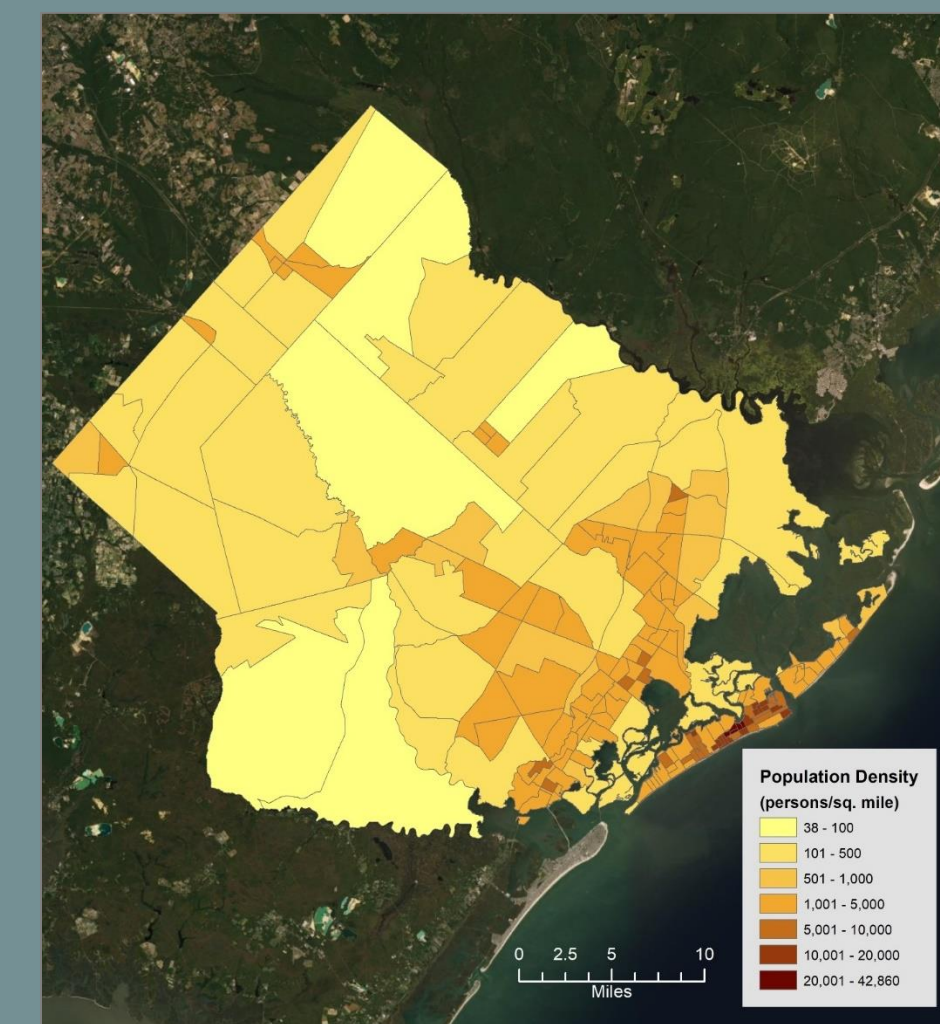 Population Density
(persons/sq. mile)
38 - 100
101 - 500
501 - 1,000
1,001 - 5,000
5,001 - 10,000
10,001 - 20,000
20,001 - 42,860
0 2.5 5 10
Miles